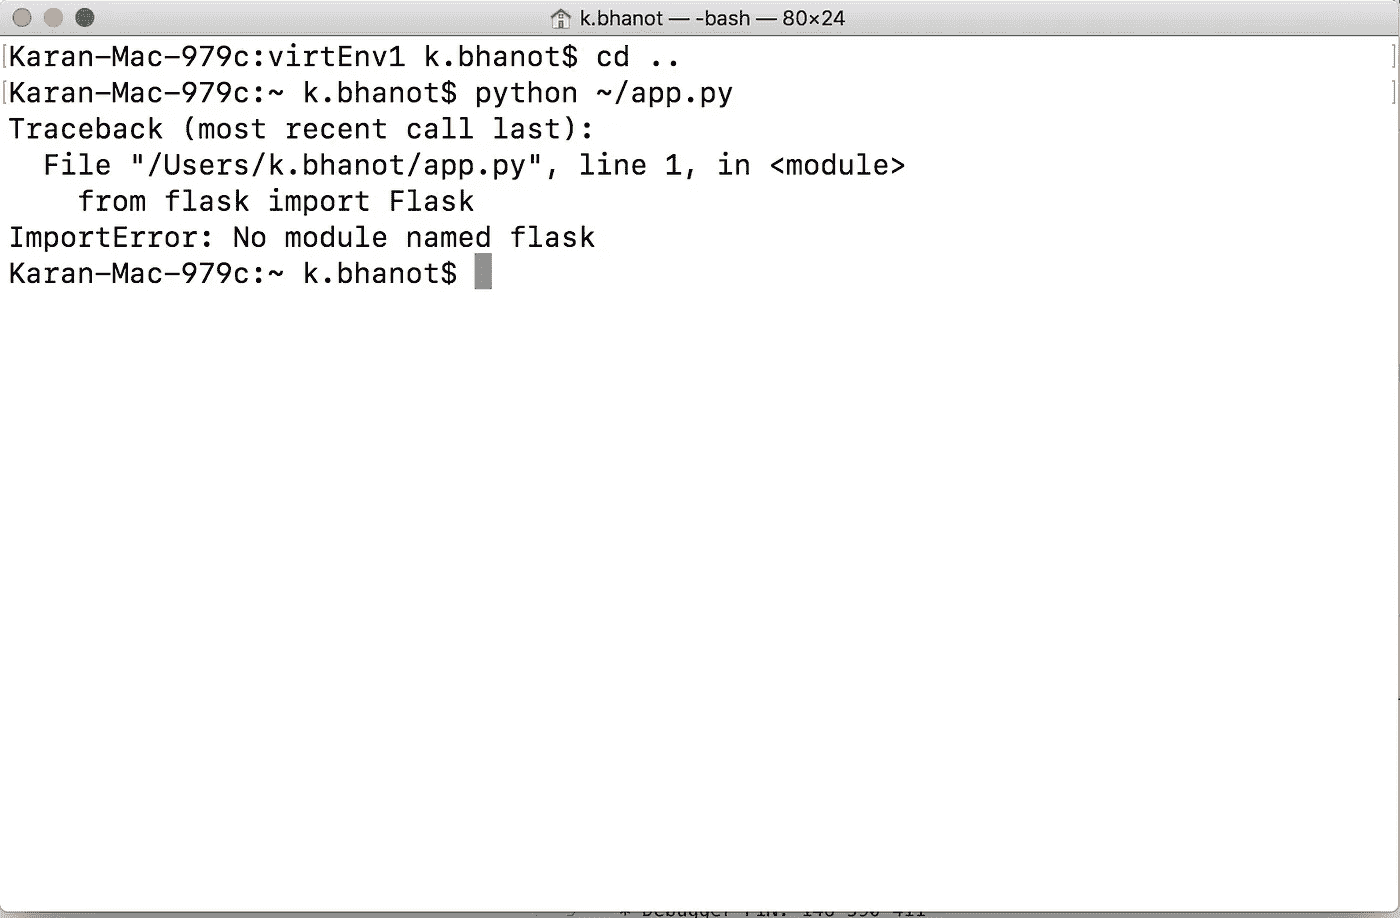 k.bhanot — -bash — 80×24
Karan-Mac-979c:virtEnv1 k.bhanot$ cd ..
Karan-Mac-979c:~ k.bhanot$ python ~/app.py
Traceback (most recent call last):
  File "/Users/k.bhanot/app.py", line 1, in <module>
    from flask import Flask
ImportError: No module named flask
Karan-Mac-979c:~ k.bhanot$